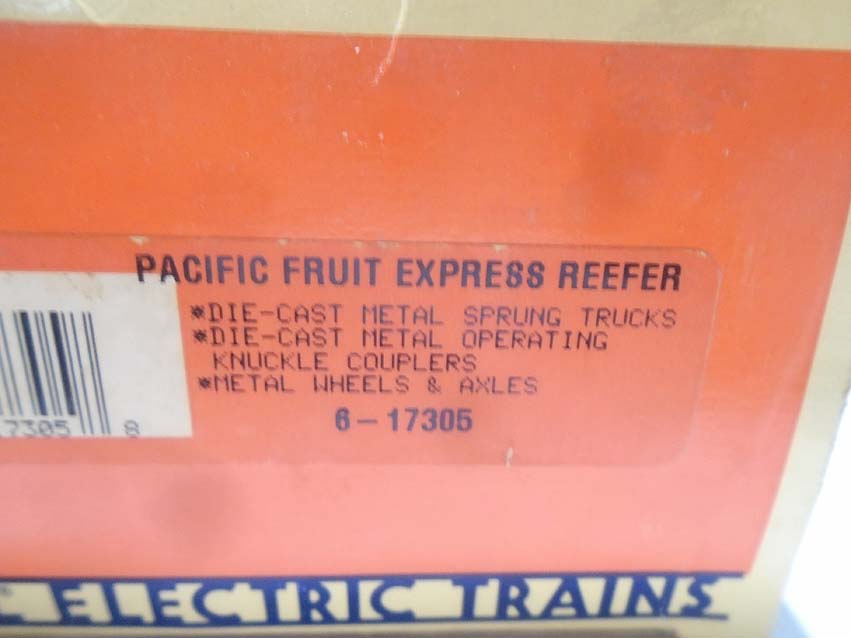 PACIFIC FRUIT EXPRESS REEFER
*DIE-CAST METAL SPRUNG TRUCKS
*DIE-CAST METAL OPERATING
KNUCKLE COUPLERS
*METAL WHEELS & AXLES
6-17305
7305 8
ELECTRIC TRAINS